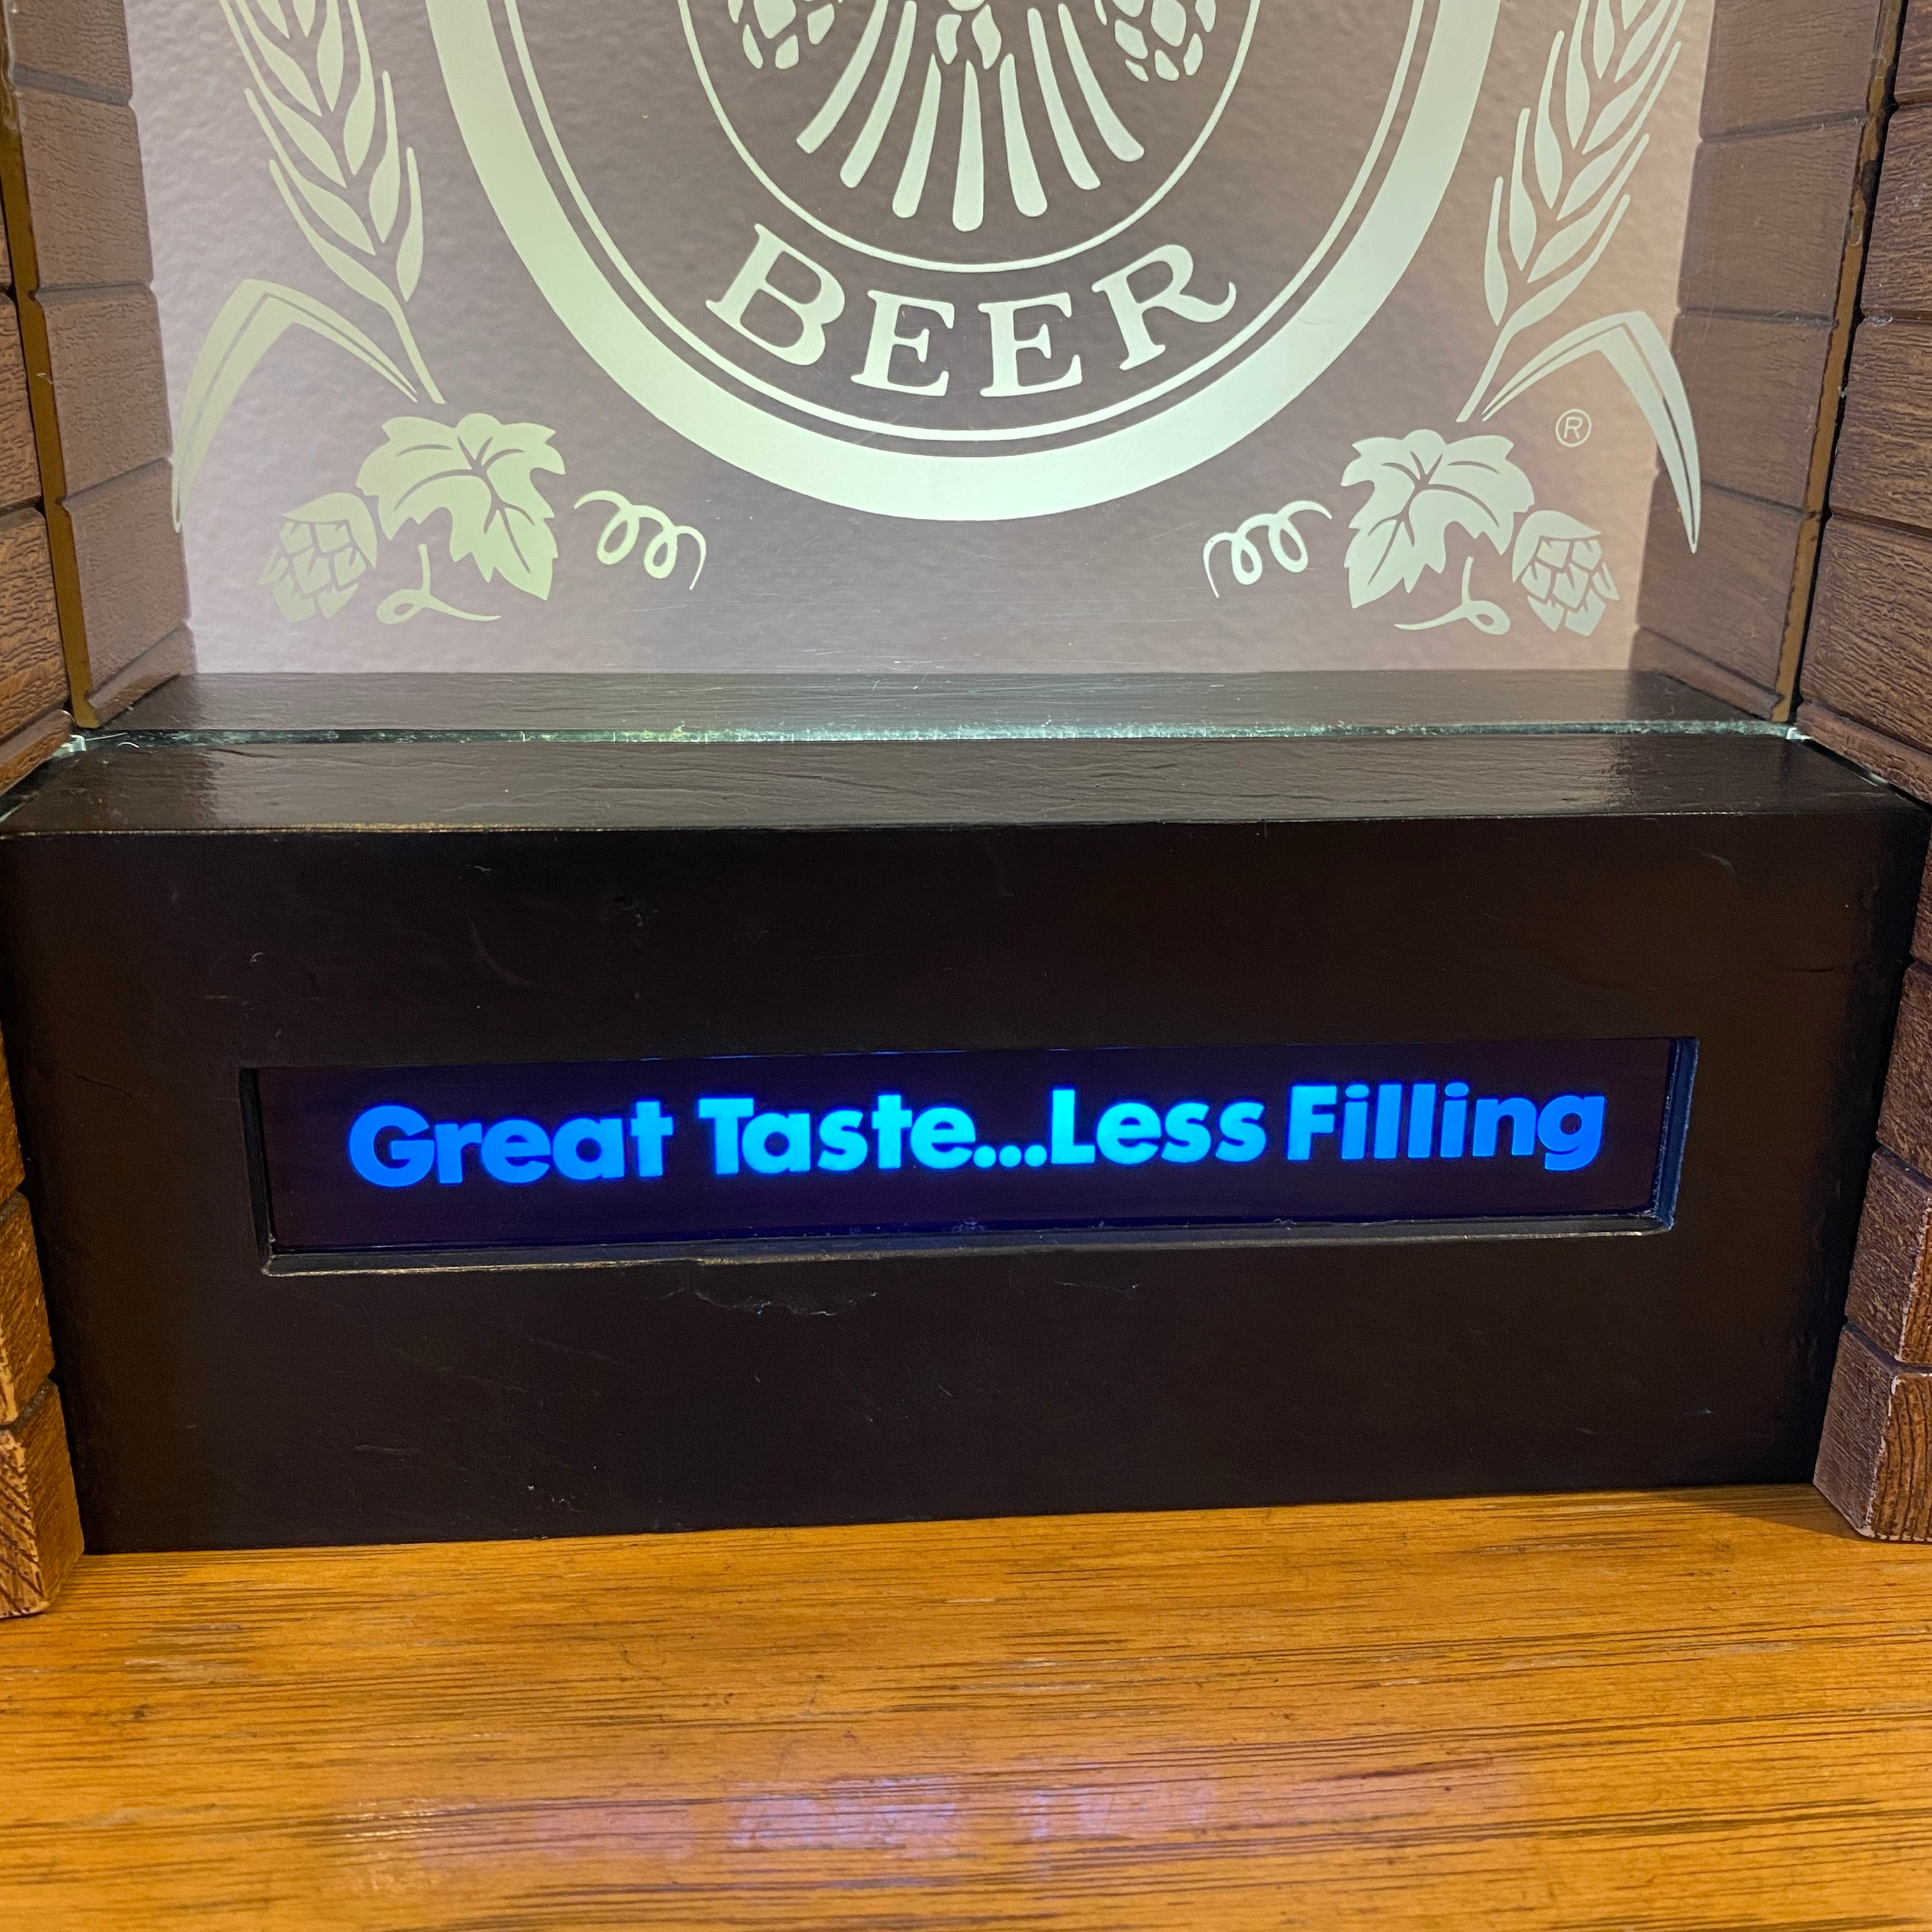 BEER
®
Great Taste...Less Filling